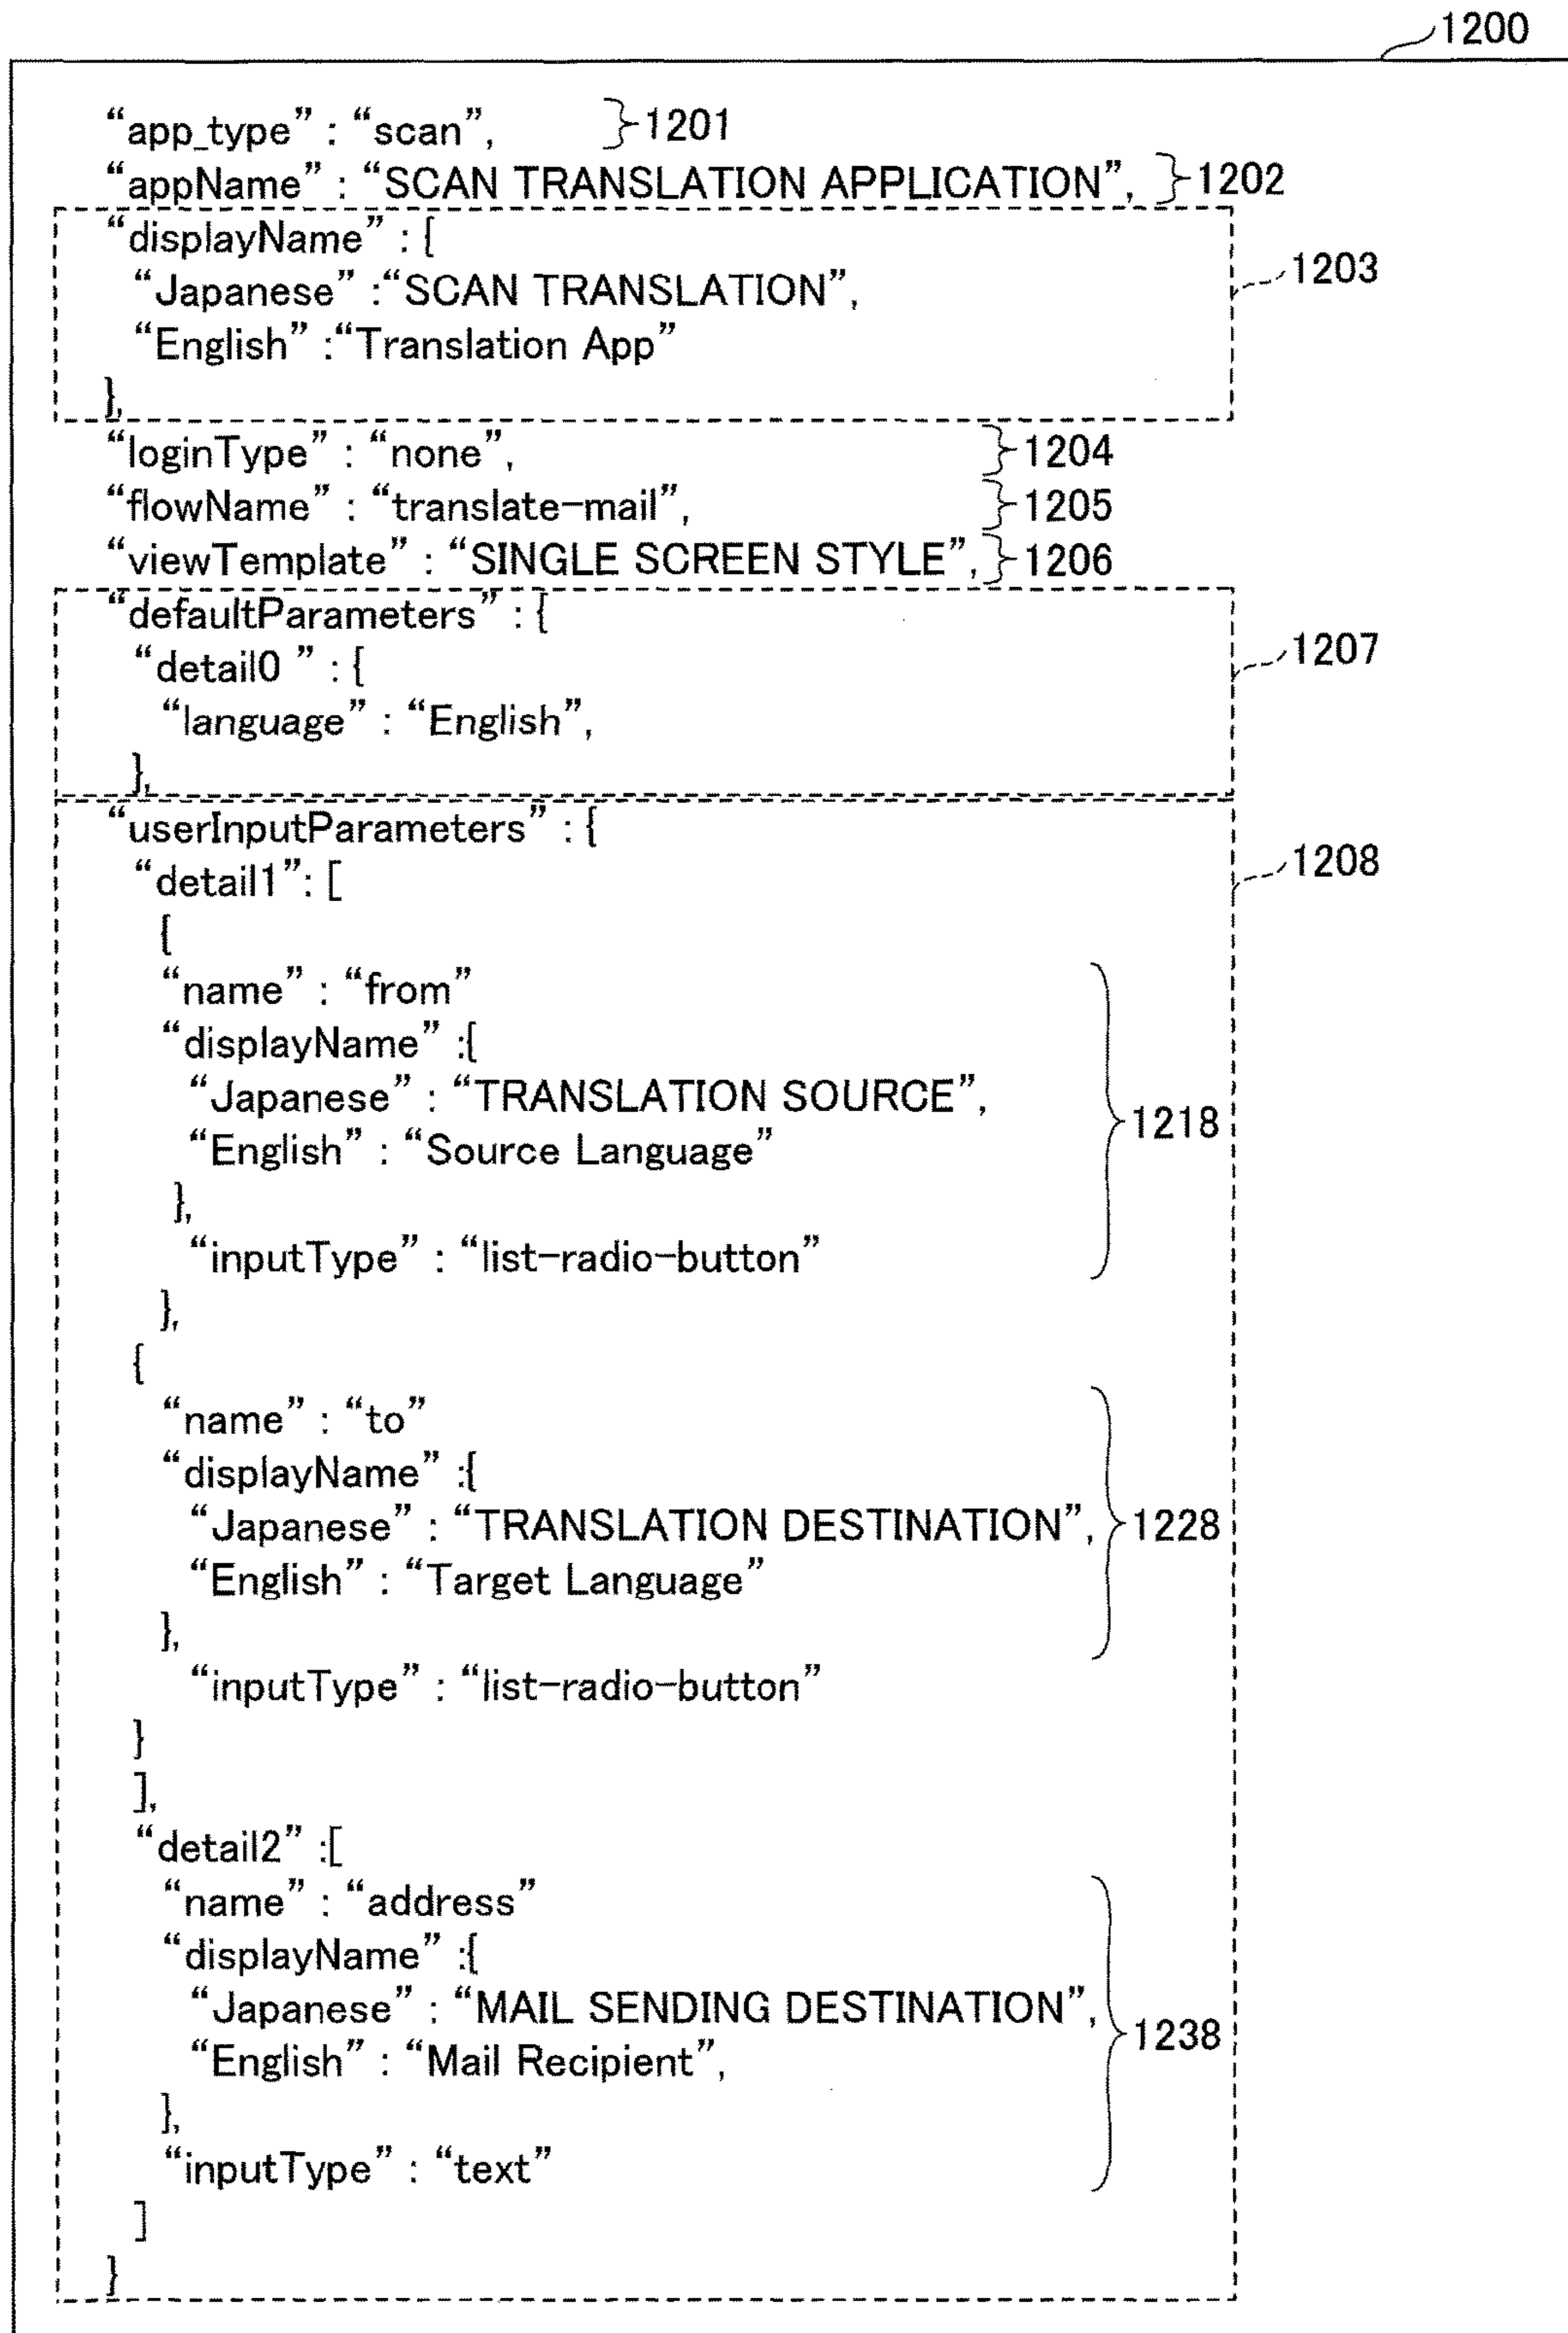 1200
“app_type” : “scan”, }1201
“appName” : “SCAN TRANSLATION APPLICATION”, }1202
“displayName” : {
“Japanese” :“SCAN TRANSLATION”, 1203
“English” :“Translation App”
},
“loginType” : “none”, }1204
“flowName” : “translate-mail”, }1205
“viewTemplate” : “SINGLE SCREEN STYLE”, }1206
“defaultParameters” : {
“detail0 ” : { 1207
“language” : “English”,
},
“userInputParameters” : {
“detail1”: [ 1208
{
“name” : “from”
“displayName” :{
“Japanese” : “TRANSLATION SOURCE”,
“English” : “Source Language” 1218
},
“inputType” : “list-radio-button”
},
{
“name” : “to”
“displayName” :{
“Japanese” : “TRANSLATION DESTINATION”, 1228
“English” : “Target Language”
},
“inputType” : “list-radio-button”
}
],
“detail2” :[
“name” : “address”
“displayName” :{
“Japanese” : “MAIL SENDING DESTINATION”, 1238
“English” : “Mail Recipient”,
},
“inputType” : “text”
]
}